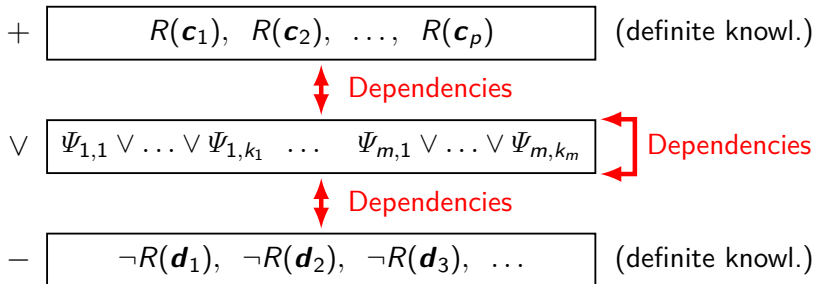 + R(c₁), R(c₂), …, R(cₚ) (definite knowl.)
Dependencies
∨ Ψ₁,₁ ∨ … ∨ Ψ₁,ₖ₁ … Ψₘ,₁ ∨ … ∨ Ψₘ,ₖₘ Dependencies
Dependencies
− ¬R(d₁), ¬R(d₂), ¬R(d₃), … (definite knowl.)